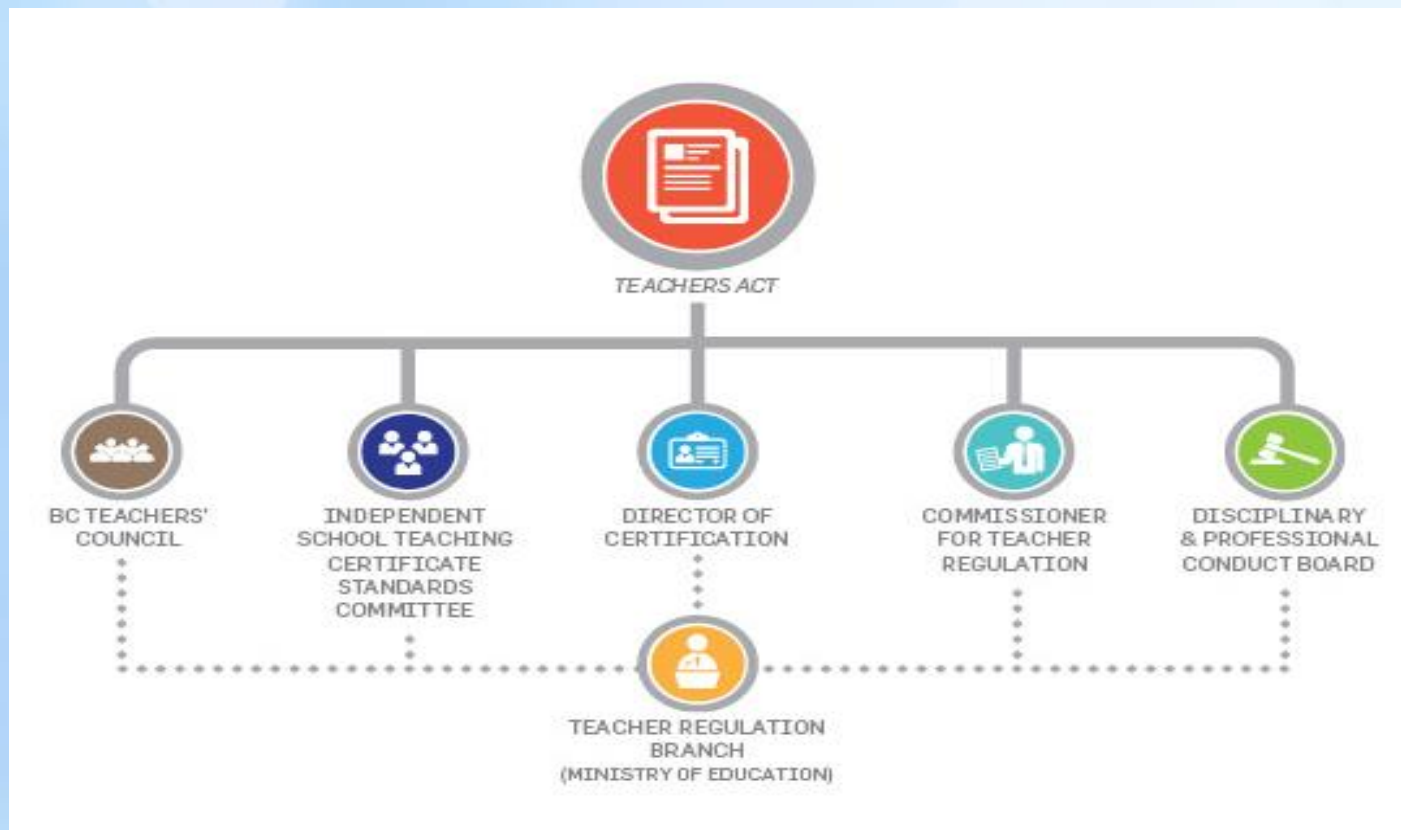 TEACHERS ACT
BC TEACHERS'
COUNCIL
INDEPENDENT
SCHOOL TEACHING
CERTIFICATE
STANDARDS
COMMITTEE
DIRECTOR OF
CERTIFICATION
COMMISSIONER
FOR TEACHER
REGULATION
DISCIPLINARY
& PROFESSIONAL
CONDUCT BOARD
TEACHER REGULATION
BRANCH
(MINISTRY OF EDUCATION)